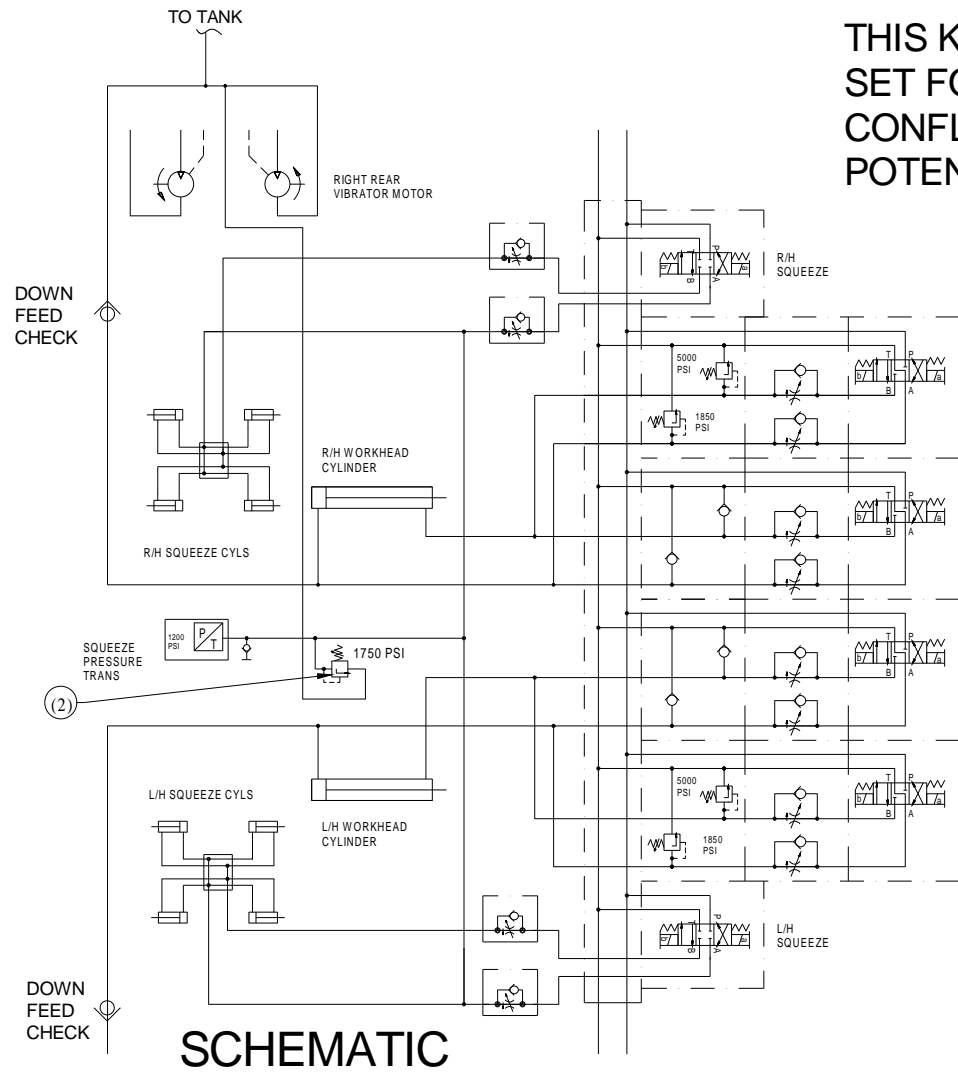 TO TANK
THIS K
SET FO
CONFL
POTEN
RIGHT REAR
VIBRATOR MOTOR
DOWN
FEED
CHECK
P
T
B
A
b
a
R/H
SQUEEZE
5000
PSI
1850
PSI
T
P
B
A
b
a
R/H WORKHEAD
CYLINDER
R/H SQUEEZE CYLS
T
P
B
A
b
a
SQUEEZE
PRESSURE
TRANS
1200
PSI
P
T
1750 PSI
(2)
T
P
B
A
b
a
L/H SQUEEZE CYLS
L/H WORKHEAD
CYLINDER
5000
PSI
1850
PSI
T
P
B
A
b
a
P
T
B
A
b
a
L/H
SQUEEZE
DOWN
FEED
CHECK
SCHEMATIC